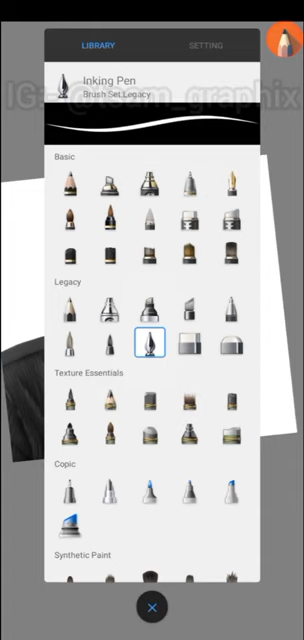 LIBRARY
SETTING
Inking Pen
Brush Set:Legacy
Basic
Legacy
Texture Essentials
Copic
Synthetic Paint